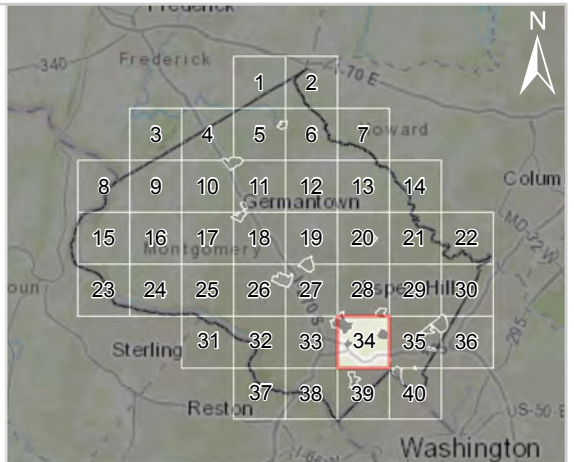 Frederick
N
340
Frederick
70 E
1 2
3 4 5 6 7
Howard
8 9 10 11 12 13 14
Colum
Germantown
MD-32 W
15 16 17 18 19 20 21 22
Montgomery
23 24 25 26 27 28 29 30
oun
70 S
spen Hill
295
31 32 33 34 35 36
Sterling
37 38 39 40
Reston
US-50-E
Washington